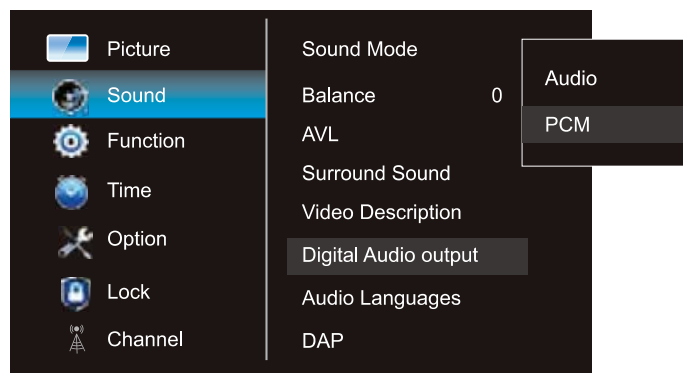 Picture
Sound
Function
Time
Option
Lock
Channel
Sound Mode
Balance 0
AVL
Surround Sound
Video Description
Digital Audio output
Audio Languages
DAP
Audio
PCM